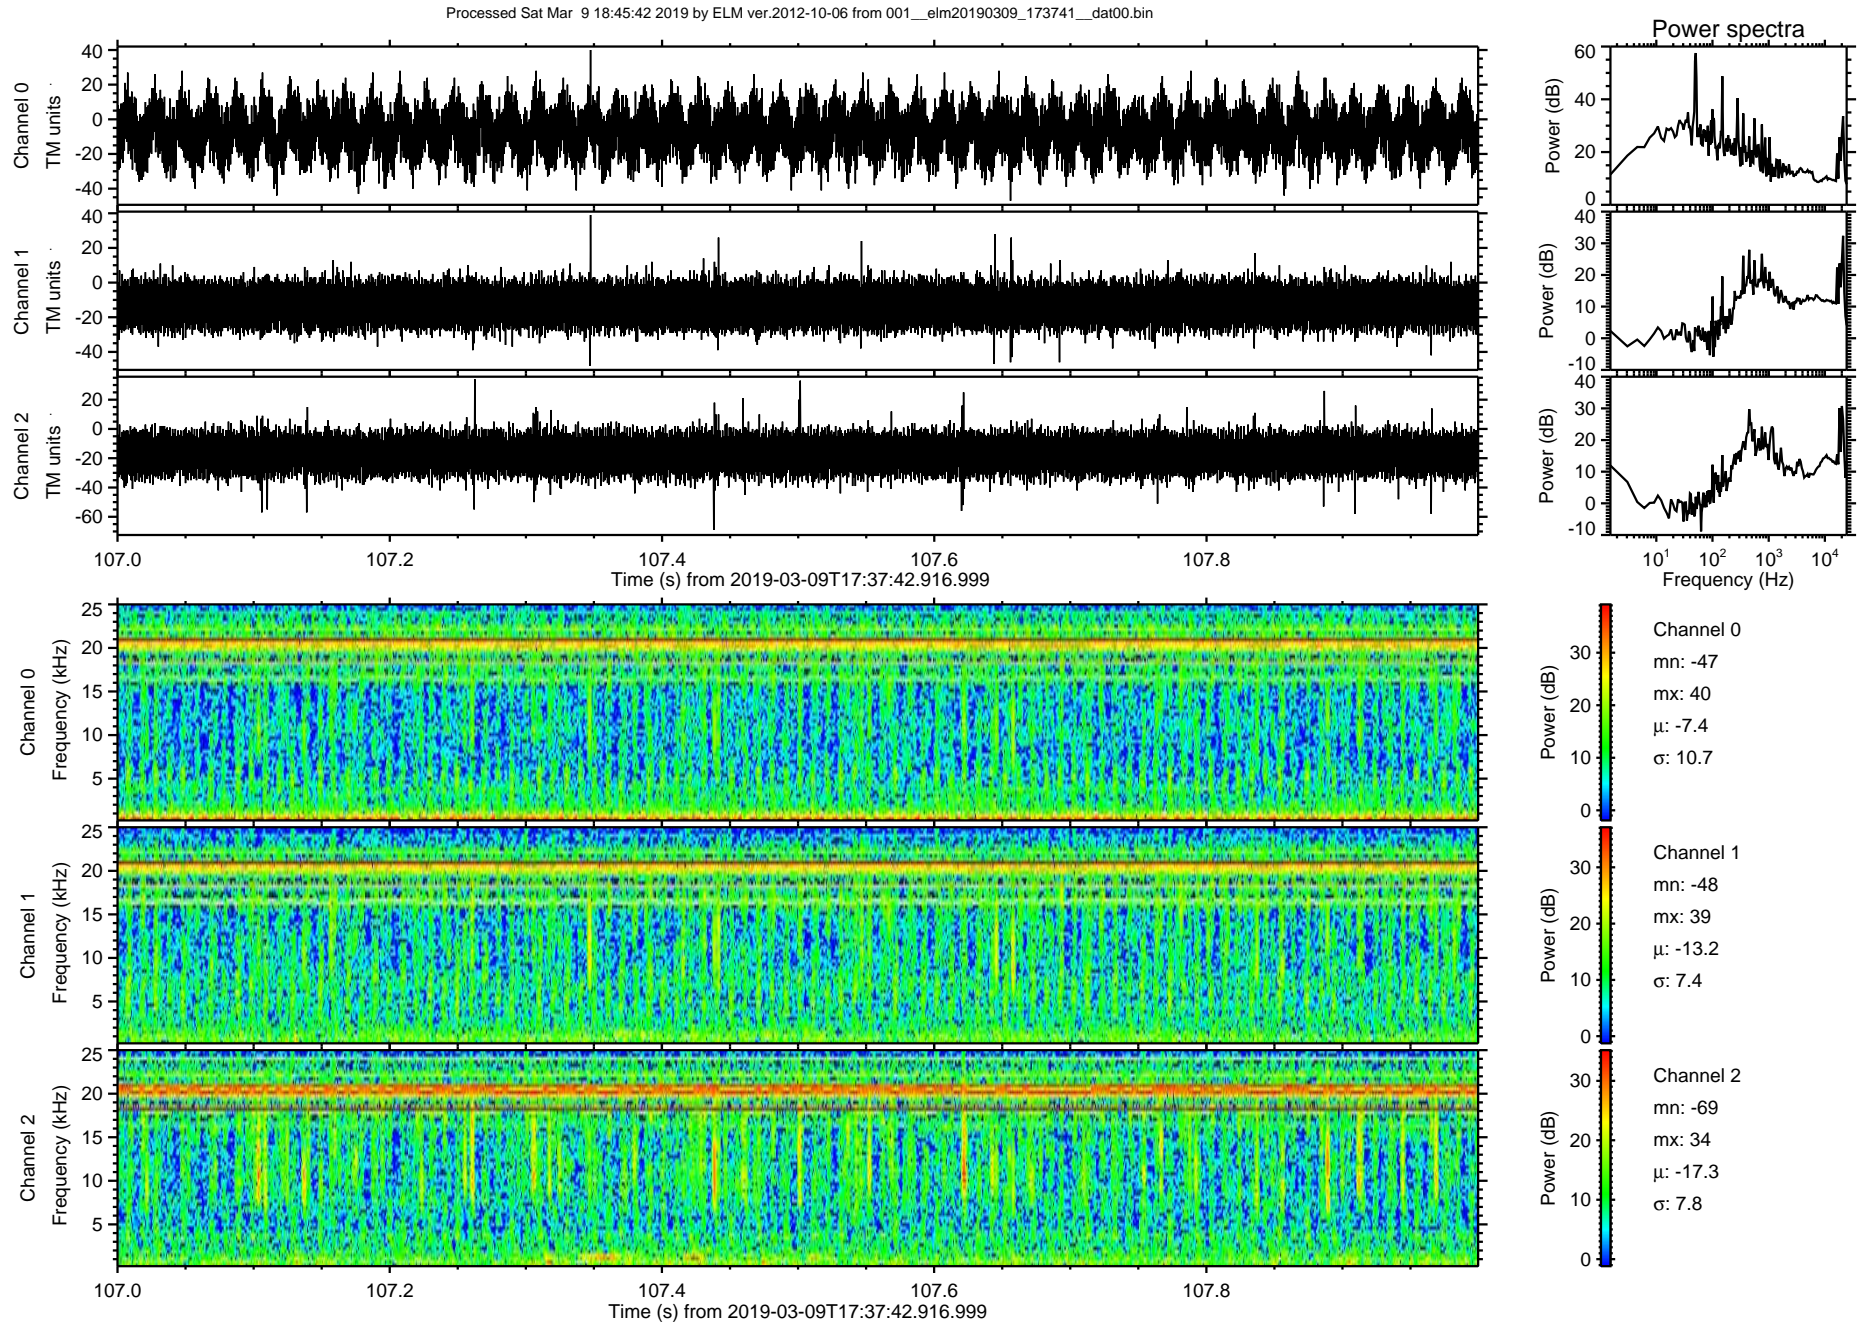 Processed Sat Mar  9 18:45:42 2019 by ELM ver.2012-10-06 from 001__elm20190309_173741__dat00.bin
Power spectra
Channel 0
TM units
40
20
0
-20
-40
Power (dB)
60
40
20
0
Channel 1
TM units
40
20
0
-20
-40
Power (dB)
40
30
20
10
0
-10
Channel 2
TM units
20
0
-20
-40
-60
Power (dB)
40
30
20
10
0
-10
107.0 107.2 107.4 107.6 107.8
Time (s) from 2019-03-09T17:37:42.916.999
10¹ 10² 10³ 10⁴
Frequency (Hz)
Channel 0
Frequency (kHz)
25
20
15
10
5
Power (dB)
30
20
10
0
Channel 0
mn: -47
mx: 40
μ: -7.4
σ: 10.7
Channel 1
Frequency (kHz)
25
20
15
10
5
Power (dB)
30
20
10
0
Channel 1
mn: -48
mx: 39
μ: -13.2
σ: 7.4
Channel 2
Frequency (kHz)
25
20
15
10
5
Power (dB)
30
20
10
0
Channel 2
mn: -69
mx: 34
μ: -17.3
σ: 7.8
107.0 107.2 107.4 107.6 107.8
Time (s) from 2019-03-09T17:37:42.916.999